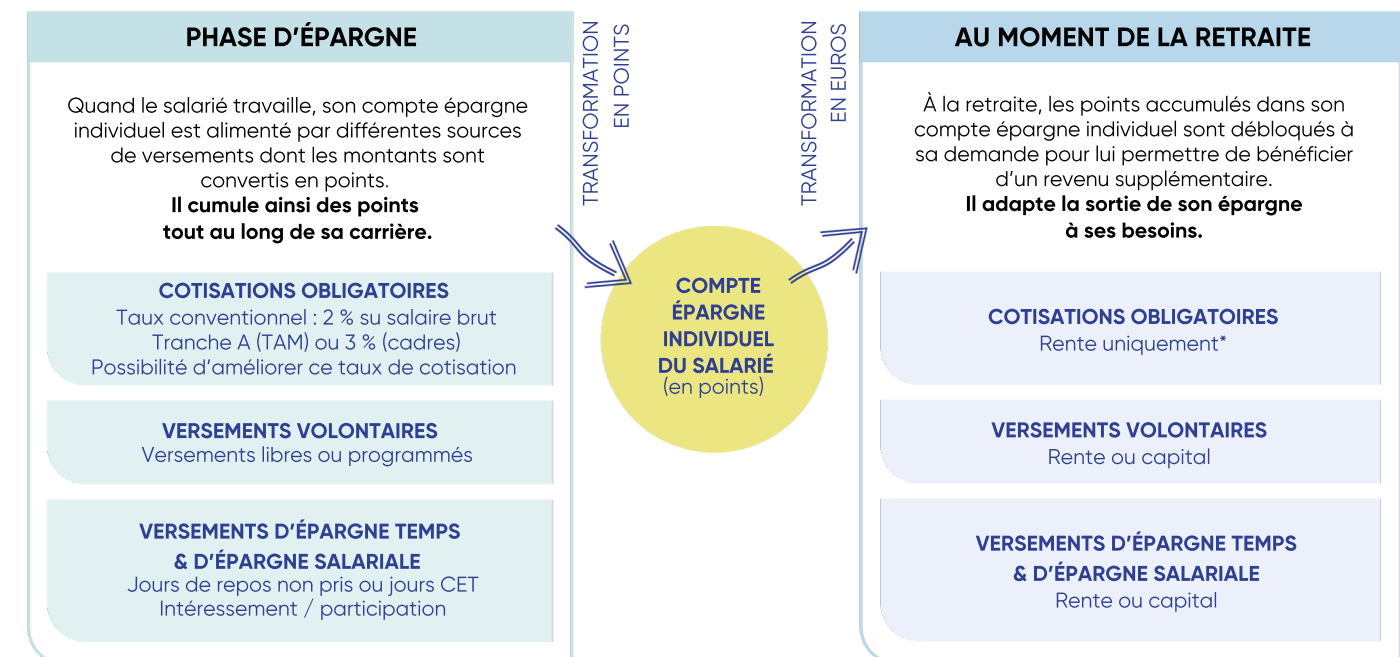 PHASE D'ÉPARGNE
Quand le salarié travaille, son compte épargne
individuel est alimenté par différentes sources
de versements dont les montants sont
convertis en points.
Il cumule ainsi des points
tout au long de sa carrière.
COTISATIONS OBLIGATOIRES
Taux conventionnel : 2 % su salaire brut
Tranche A (TAM) ou 3 % (cadres)
Possibilité d'améliorer ce taux de cotisation
VERSEMENTS VOLONTAIRES
Versements libres ou programmés
VERSEMENTS D'ÉPARGNE TEMPS
& D'ÉPARGNE SALARIALE
Jours de repos non pris ou jours CET
Intéressement / participation
TRANSFORMATION
EN POINTS
COMPTE
ÉPARGNE
INDIVIDUEL
DU SALARIÉ
(en points)
TRANSFORMATION
EN EUROS
AU MOMENT DE LA RETRAITE
À la retraite, les points accumulés dans son
compte épargne individuel sont débloqués à
sa demande pour lui permettre de bénéficier
d'un revenu supplémentaire.
Il adapte la sortie de son épargne
à ses besoins.
COTISATIONS OBLIGATOIRES
Rente uniquement*
VERSEMENTS VOLONTAIRES
Rente ou capital
VERSEMENTS D'ÉPARGNE TEMPS
& D'ÉPARGNE SALARIALE
Rente ou capital